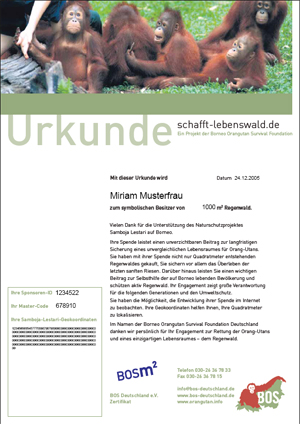 Urkunde
schafft-lebenswald.de
Ein Projekt der Borneo Orangutan Survival Foundation
Mit dieser Urkunde wird
Datum 24.12.2005
Miriam Musterfrau
zum symbolischen Besitzer von 1000 m² Regenwald.
Vielen Dank für die Unterstützung des Naturschutzprojektes
Samboja Lestari auf Borneo.
Ihre Spende leistet einen unverzichtbaren Beitrag zur langfristigen
Sicherung eines unvergleichlichen Lebensraumes für Orang-Utans.
Sie haben mit Ihrer Spende nicht nur Quadratmeter entstehenden
Regenwaldes gekauft, Sie sichern vor allem das Überleben der
letzten sanften Riesen. Darüber hinaus leisten Sie einen wichtigen
Beitrag zur Selbsthilfe der auf Borneo lebenden Bevölkerung und
schützen aktiv Regenwald. Ihr Engagement zeigt große Verantwortung
für die folgenden Generationen und den Umweltschutz.
Sie haben die Möglichkeit, die Entwicklung Ihrer Spende im Internet
zu beobachten. Ihre Geokoordinaten helfen Ihnen, Ihre Quadratmeter
zu lokalisieren.
Im Namen der Borneo Orangutan Survival Foundation Deutschland
danken wir persönlich für Ihr Engagement zur Rettung der Orang-Utans
und eines einzigartigen Lebensraumes – dem Regenwald.
Ihre Sponsoren-ID 1234522
Ihr Master-Code 678910
Ihre Samboja-Lestari-Geokoordinaten
BOSm²
BOS Deutschland e.V.
Zertifikat
Telefon 030-24 34 78 33
Fax 030-24 34 78 15
info@bos-deutschland.de
www.bos-deutschland.de
www.orangutan.info
BOS